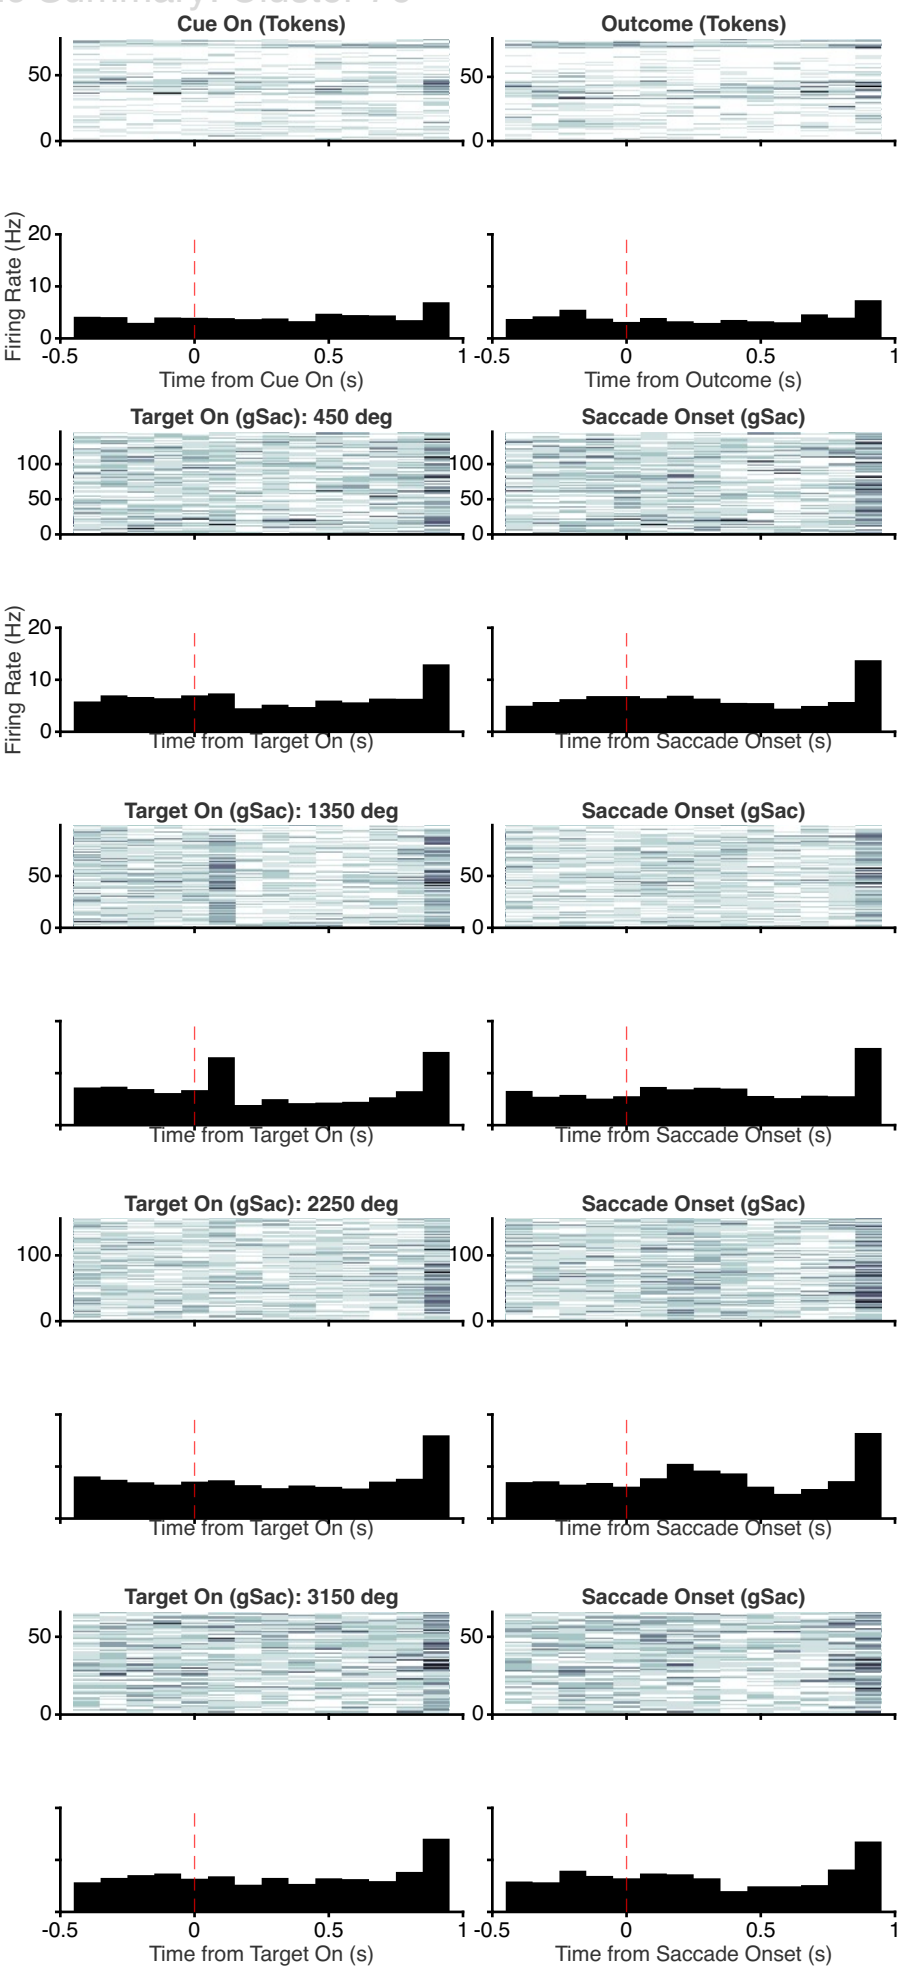 Summary: Cluster
Cue On (Tokens) Outcome (Tokens)
50 50
0 0
Firing Rate (Hz)
20
10
0
-0.5 0 0.5 1 -0.5 0 0.5 1
Time from Cue On (s) Time from Outcome (s)
Target On (gSac): 450 deg Saccade Onset (gSac)
100 100
50 50
0 0
Firing Rate (Hz)
20
10
0
Time from Target On (s) Time from Saccade Onset (s)
Target On (gSac): 1350 deg Saccade Onset (gSac)
50 50
0 0
Time from Target On (s) Time from Saccade Onset (s)
Target On (gSac): 2250 deg Saccade Onset (gSac)
100 100
0 0
Time from Target On (s) Time from Saccade Onset (s)
Target On (gSac): 3150 deg Saccade Onset (gSac)
50 50
0 0
-0.5 0 0.5 1 -0.5 0 0.5 1
Time from Target On (s) Time from Saccade Onset (s)